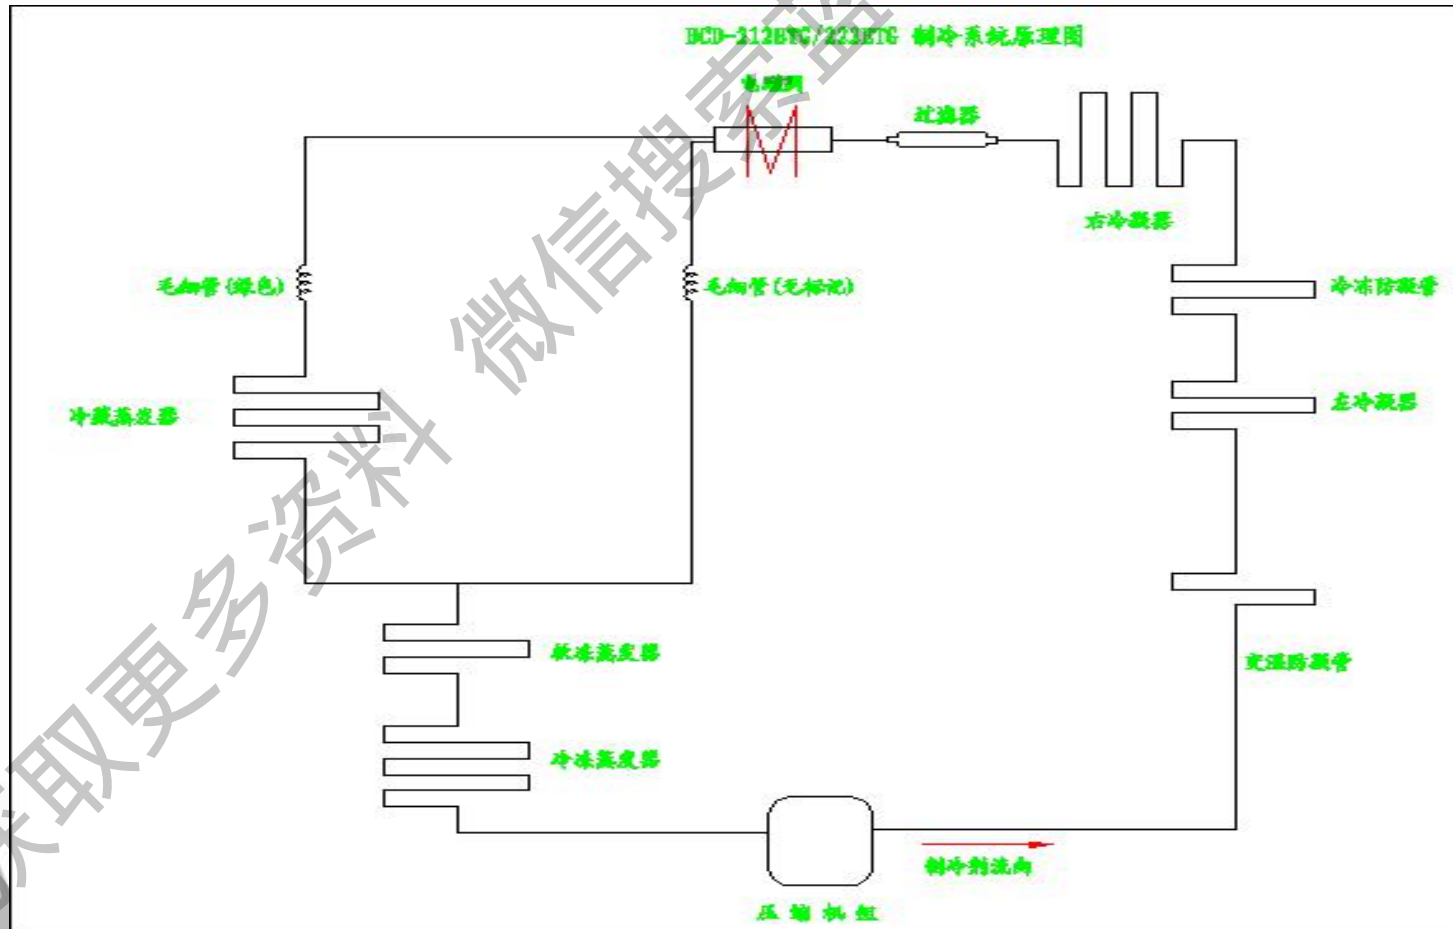 BCD-212BTG/222BTG 制冷系统原理图
电磁阀
过滤器
右冷凝器
毛细管(绿色)
毛细管(无标记)
冷冻防凝管
左冷凝器
冷藏蒸发器
软冻蒸发器
变温防凝管
冷冻蒸发器
制冷剂流向
压缩机组
获取更多资料 微信搜索蓝